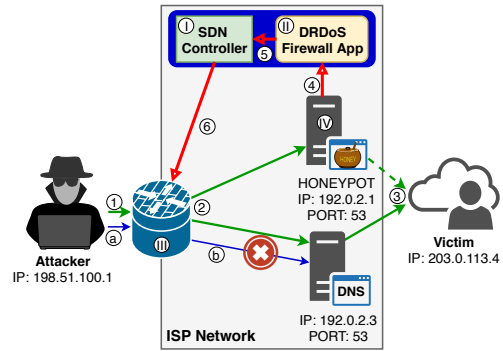 I
SDN
Controller
II
DRDoS
Firewall App
5
4
6
IV
HONEY
HONEYPOT
IP: 192.0.2.1
PORT: 53
1
2
3
III
a
b
Attacker
IP: 198.51.100.1
Victim
IP: 203.0.113.4
DNS
IP: 192.0.2.3
PORT: 53
ISP Network